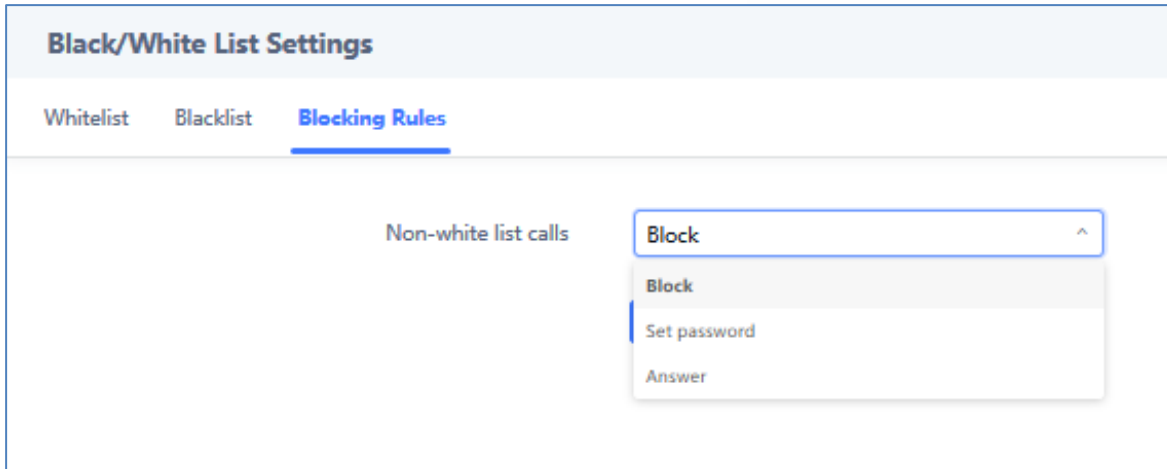 Black/White List Settings
Whitelist Blacklist Blocking Rules
Non-white list calls Block
Block
Set password
Answer